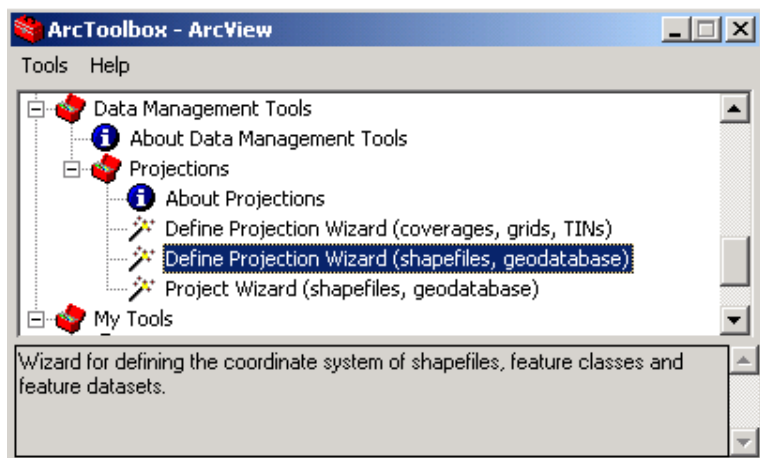 ArcToolbox - ArcView
Tools Help
Data Management Tools
About Data Management Tools
Projections
About Projections
Define Projection Wizard (coverages, grids, TINs)
Define Projection Wizard (shapefiles, geodatabase)
Project Wizard (shapefiles, geodatabase)
My Tools
Wizard for defining the coordinate system of shapefiles, feature classes and
feature datasets.